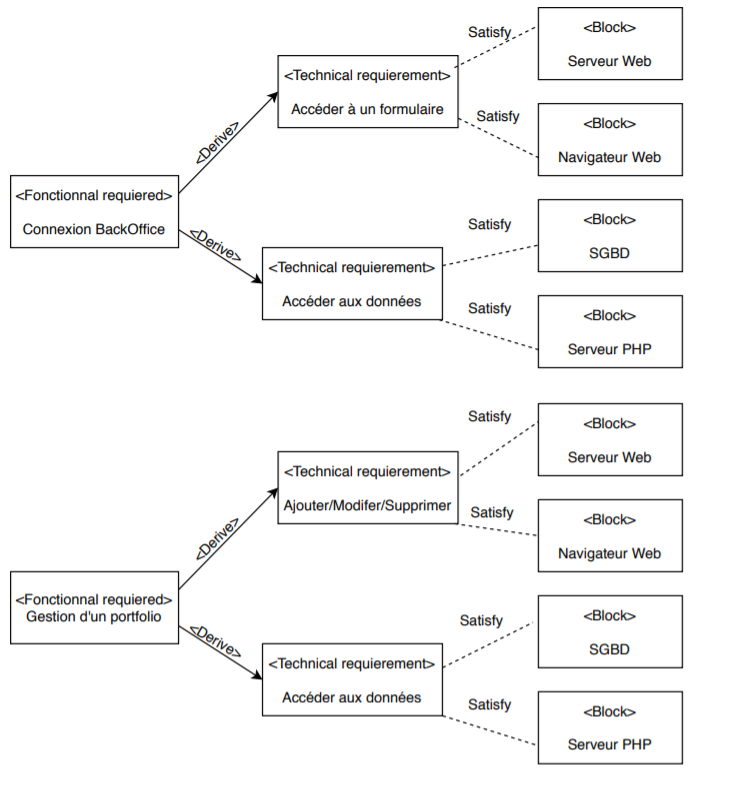 Satisfy
<Block>
Serveur Web
<Technical requierement>
Accéder à un formulaire
Satisfy
<Block>
Navigateur Web
<Derive>
<Fonctionnal requiered>
Connexion BackOffice
<Derive>
Satisfy
<Block>
SGBD
<Technical requierement>
Accéder aux données
Satisfy
<Block>
Serveur PHP
Satisfy
<Block>
Serveur Web
<Technical requierement>
Ajouter/Modifer/Supprimer
Satisfy
<Block>
Navigateur Web
<Derive>
<Fonctionnal requiered>
Gestion d'un portfolio
<Derive>
Satisfy
<Block>
SGBD
<Technical requierement>
Accéder aux données
Satisfy
<Block>
Serveur PHP